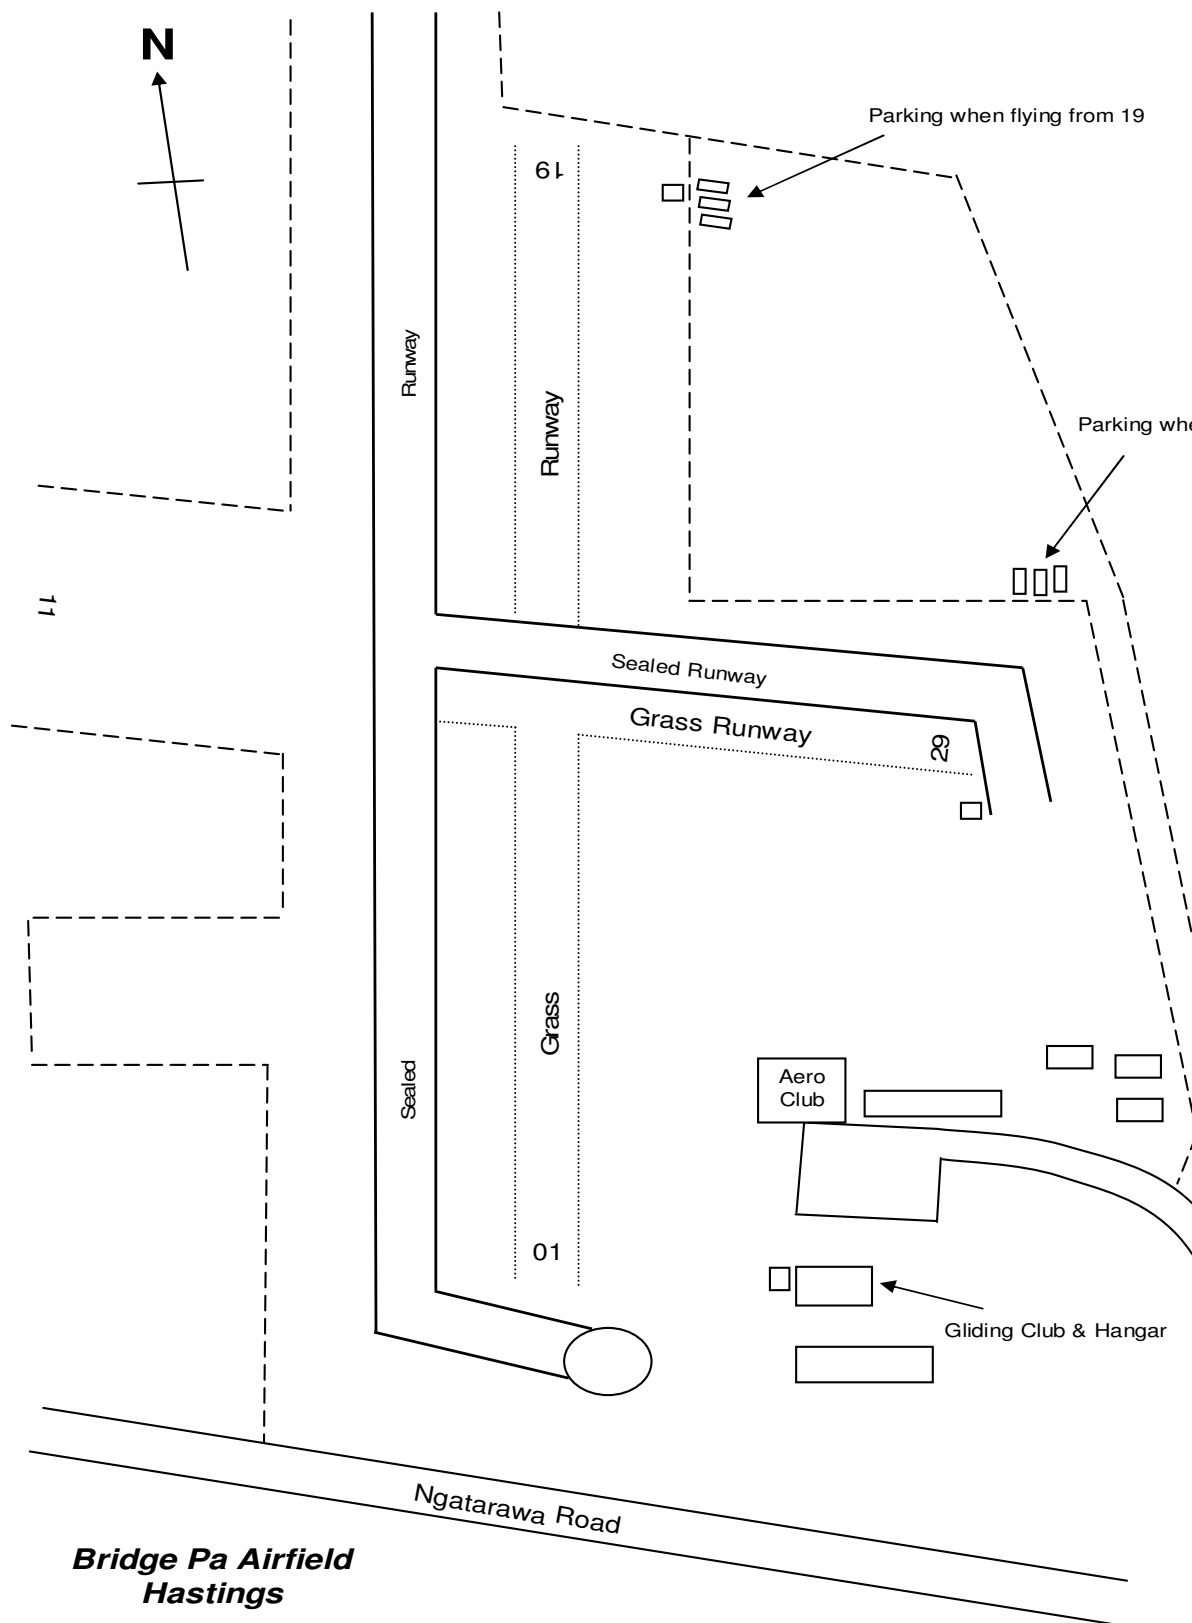 N
Parking when flying from 19
19
Runway
Runway
Parking whe
11
Sealed Runway
Grass Runway
29
Grass
Sealed
Aero
Club
01
Gliding Club & Hangar
Ngatarawa Road
Bridge Pa Airfield
Hastings